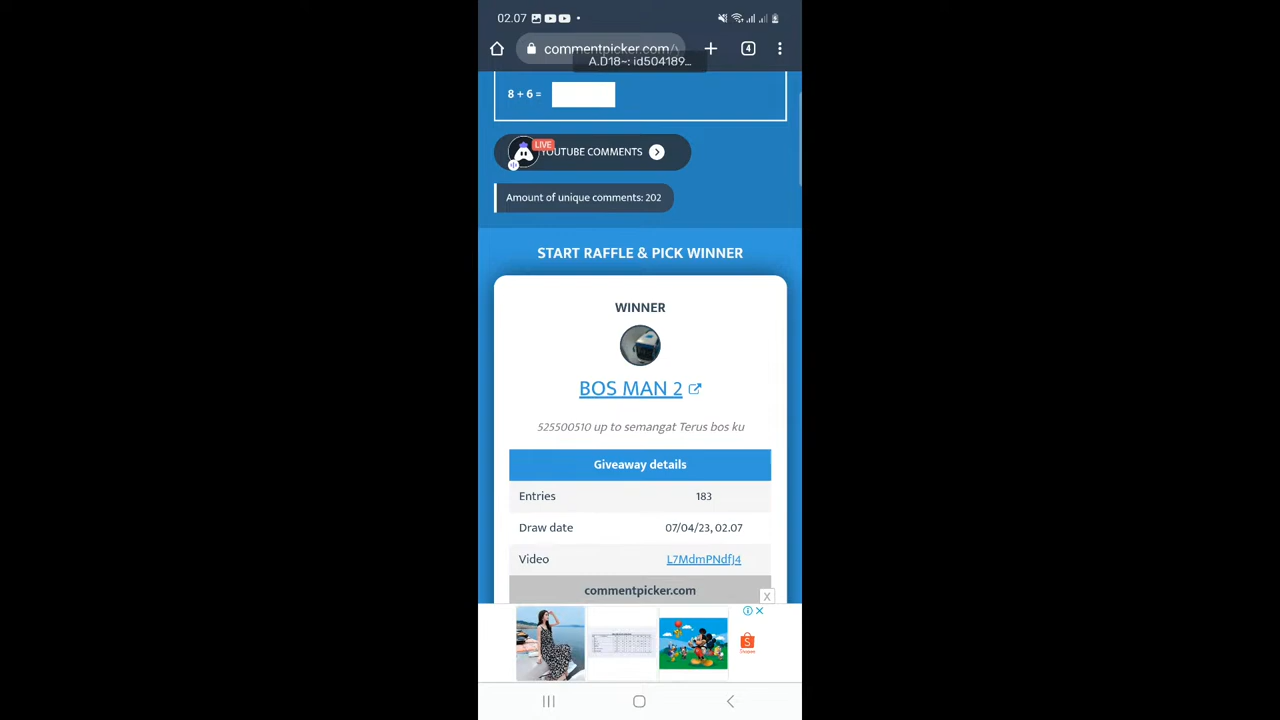 02.07
4
commentpicker.com/
A.D18~: id504189...
8 + 6 =
LIVE
YOUTUBE COMMENTS
Amount of unique comments: 202
START RAFFLE & PICK WINNER
WINNER
BOS MAN 2
525500510 up to semangat Terus bos ku
Giveaway details
Entries 183
Draw date 07/04/23, 02.07
Video L7MdmPNdfJ4
commentpicker.com
X
Shopee